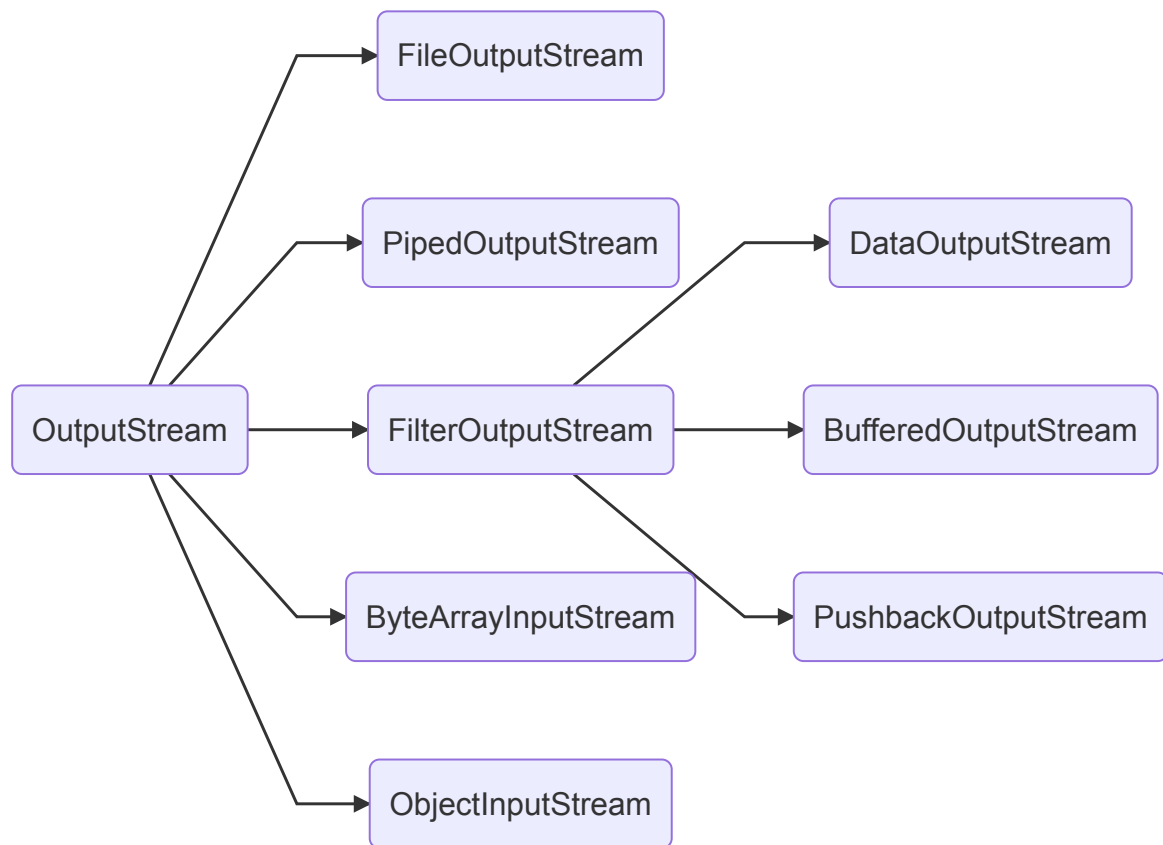 FileOutputStream
PipedOutputStream
DataOutputStream
OutputStream
FilterOutputStream
BufferedOutputStream
ByteArrayInputStream
PushbackOutputStream
ObjectInputStream